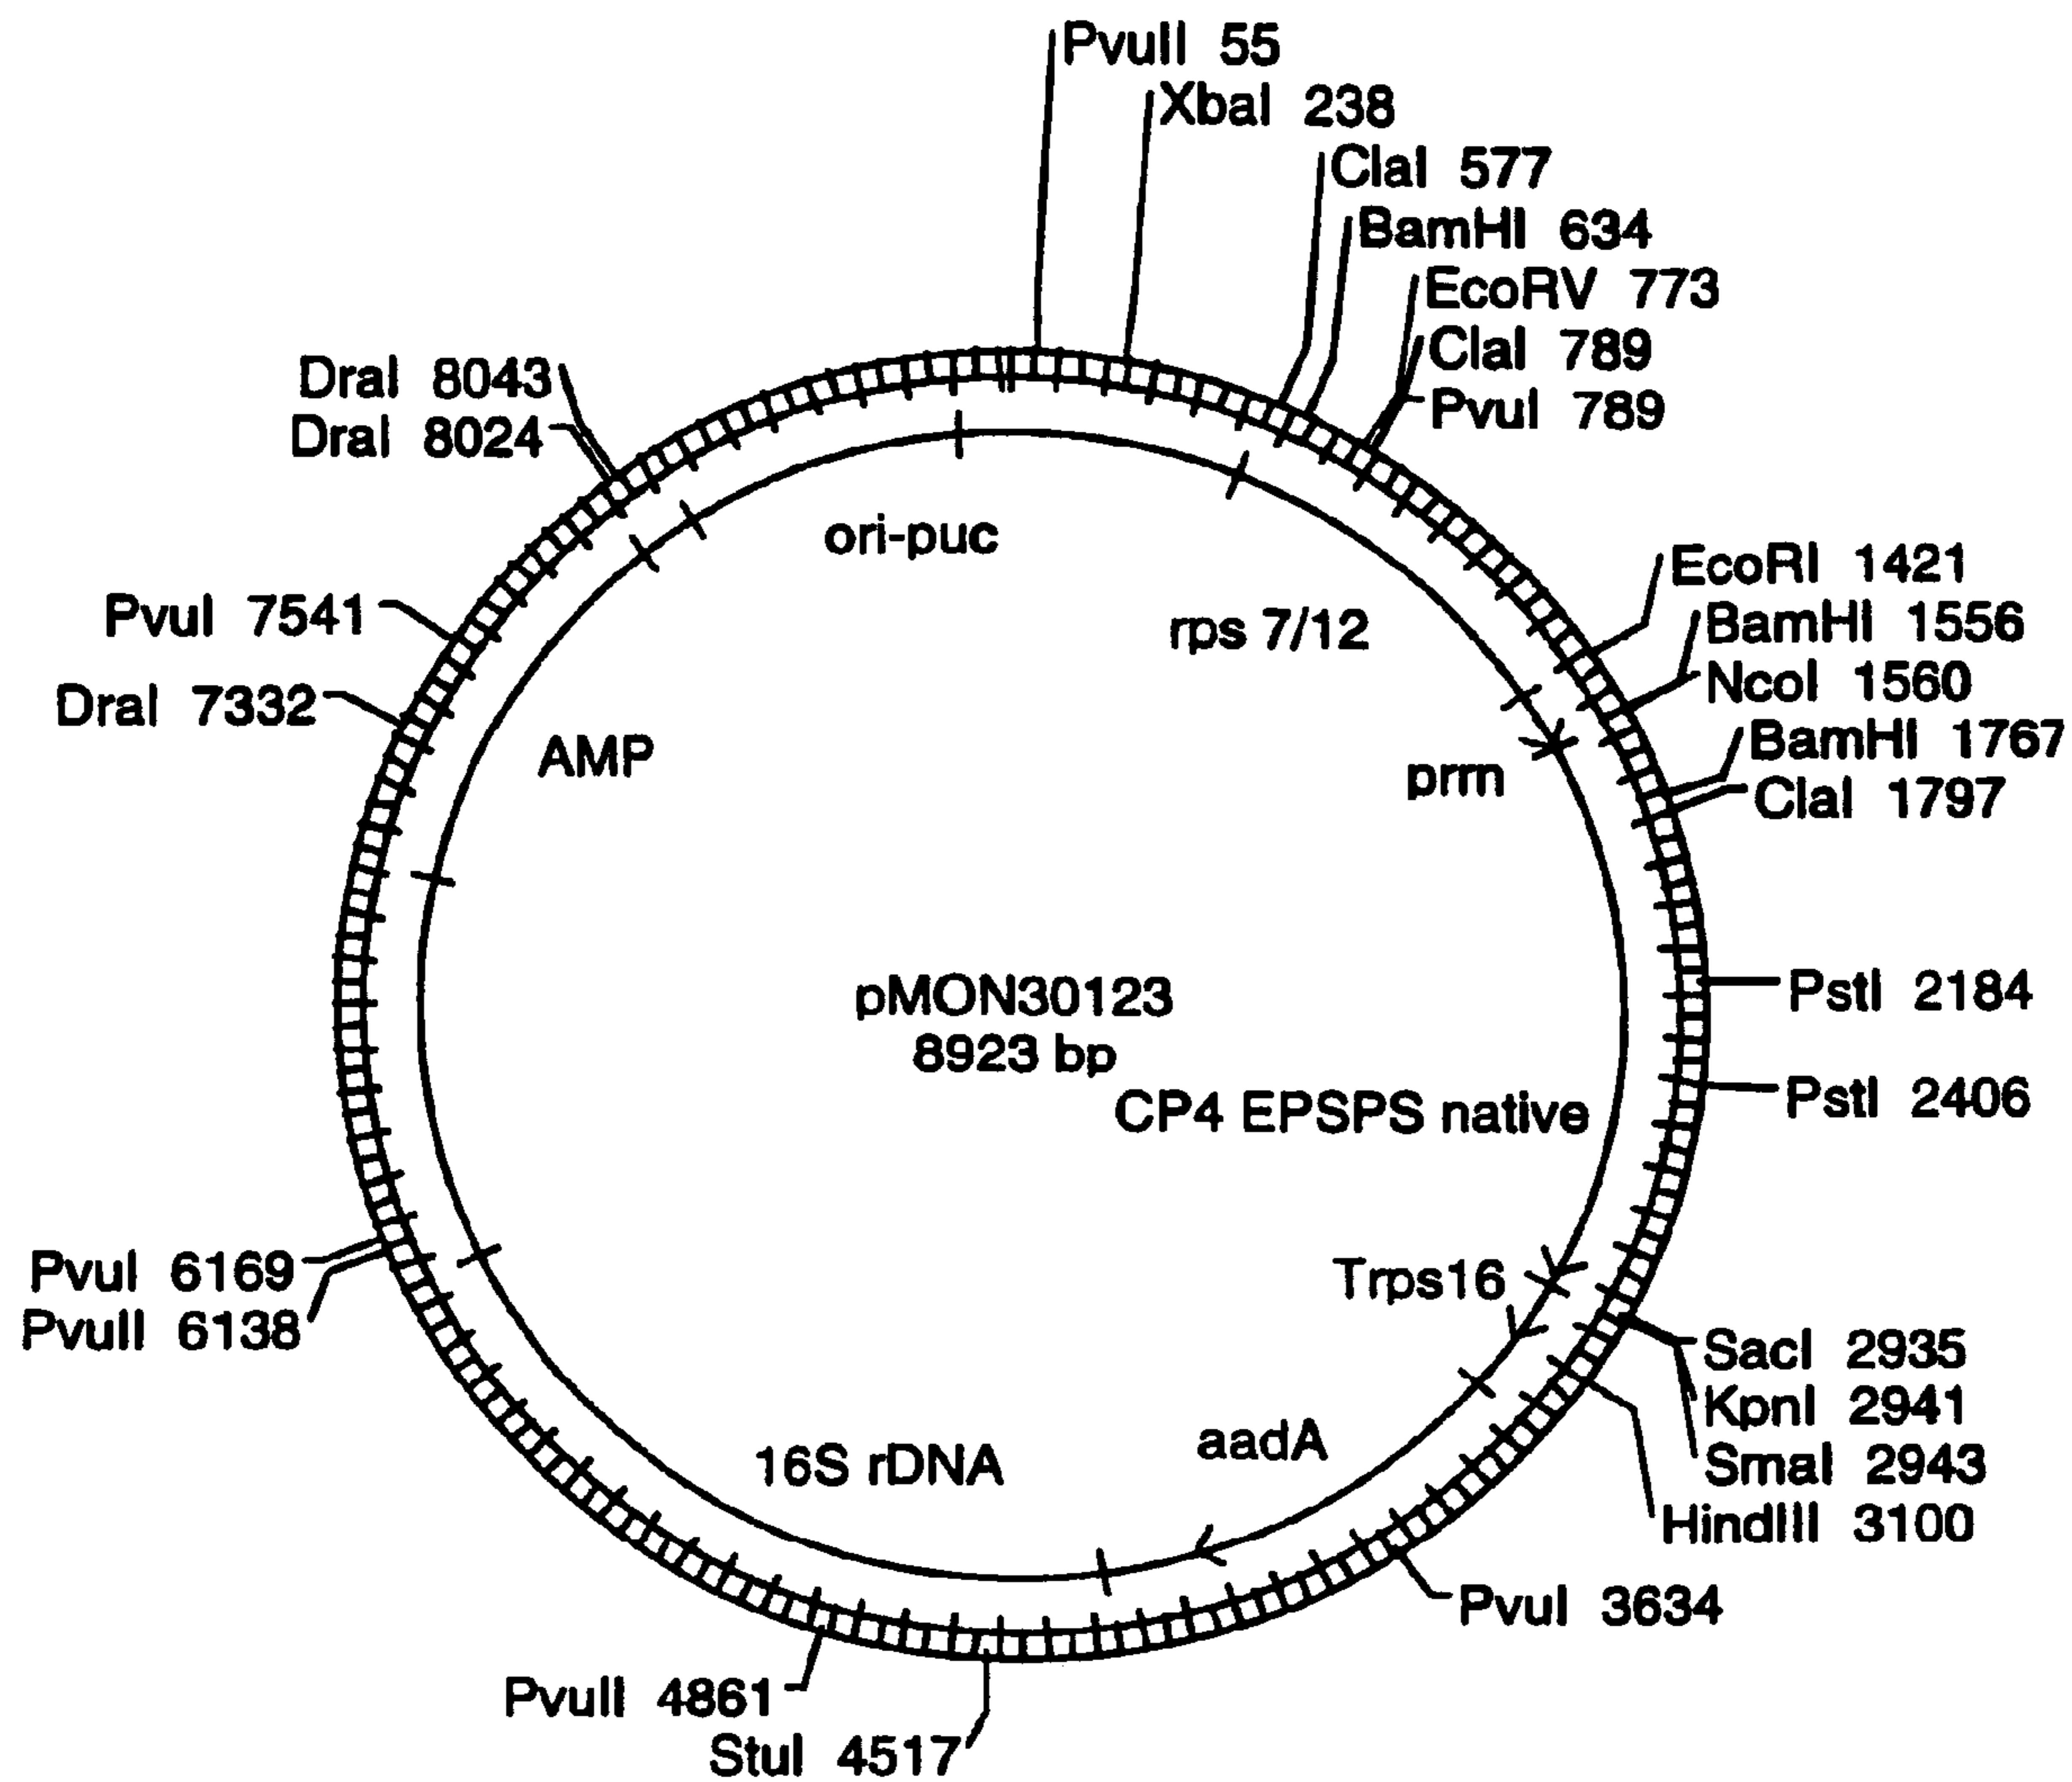 PvuII 55
XbaI 238
ClaI 577
BamHI 634
EcoRV 773
ClaI 789
PvuI 789
DraI 8043
DraI 8024
ori-puc
EcoRI 1421
BamHI 1556
NcoI 1560
BamHI 1767
ClaI 1797
PvuI 7541
DraI 7332
rps 7/12
AMP
prm
pMON30123
8923 bp
CP4 EPSPS native
PstI 2184
PstI 2406
Trps16
PvuI 6169
PvuII 6138
SacI 2935
KpnI 2941
SmaI 2943
HindIII 3100
aadA
16S rDNA
PvuI 3634
PvuII 4861
StuI 4517